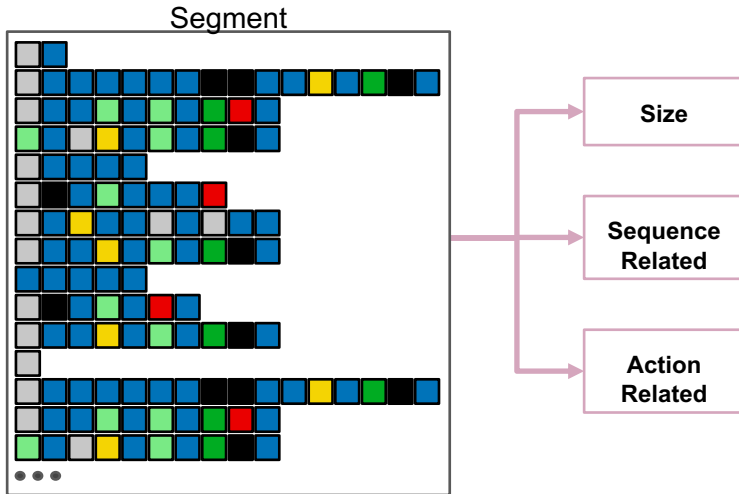 Segment
Size
Sequence
Related
Action
Related